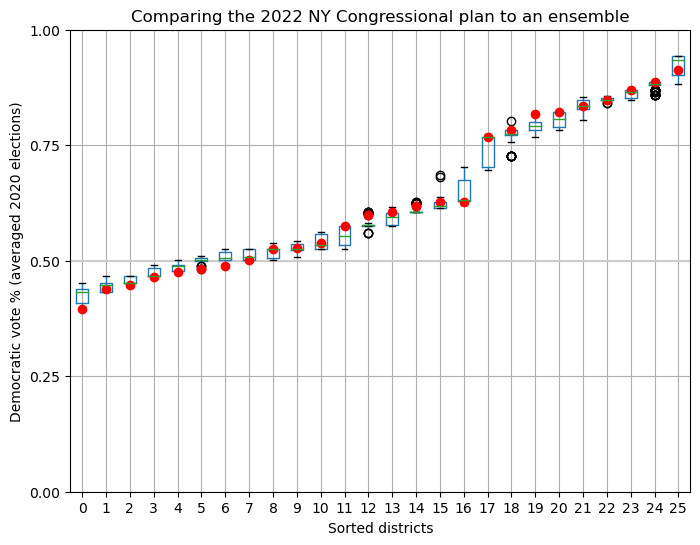 Comparing the 2022 NY Congressional plan to an ensemble
1.00
0.75
0.50
0.25
0.00
Democratic vote % (averaged 2020 elections)
0 1 2 3 4 5 6 7 8 9 10 11 12 13 14 15 16 17 18 19 20 21 22 23 24 25
Sorted districts